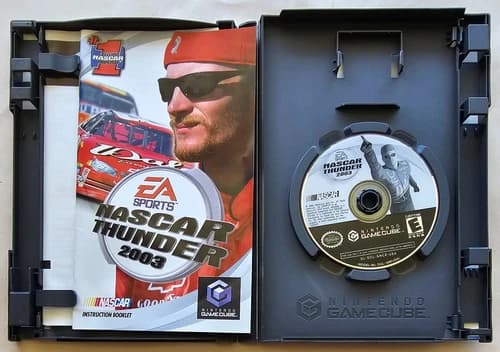 #1
NASCAR
EA
SPORTS
NASCAR
THUNDER
2003
NASCAR
INSTRUCTION BOOKLET
NINTENDO
GAMECUBE
NASCAR
THUNDER
2003
NASCAR
E
NINTENDO
GAMECUBE
NINTENDO
GAMECUBE